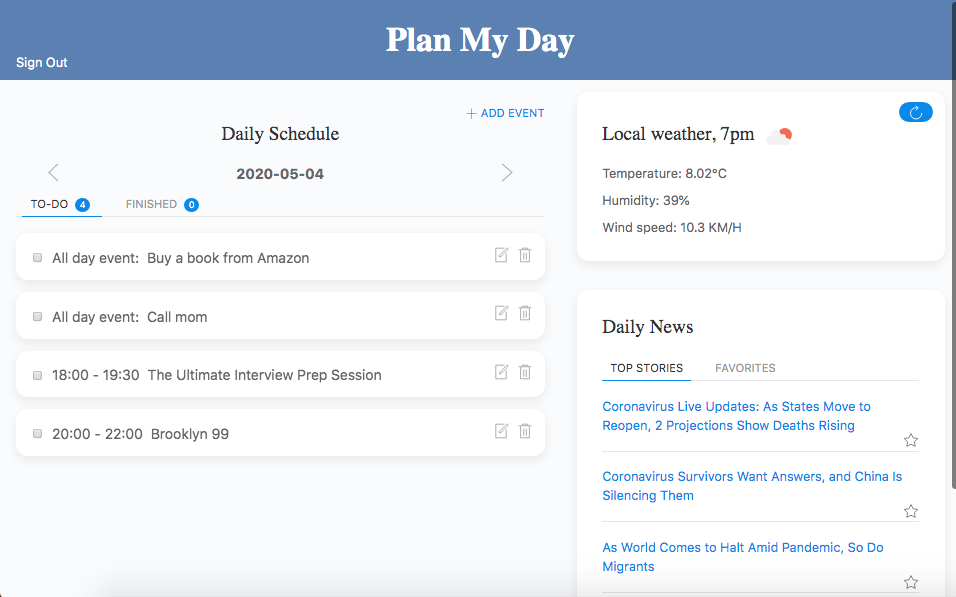 Plan My Day
Sign Out
+ ADD EVENT
Daily Schedule
2020-05-04
TO-DO 4 FINISHED 0
All day event: Buy a book from Amazon
All day event: Call mom
18:00 - 19:30 The Ultimate Interview Prep Session
20:00 - 22:00 Brooklyn 99
Local weather, 7pm
Temperature: 8.02°C
Humidity: 39%
Wind speed: 10.3 KM/H
Daily News
TOP STORIES FAVORITES
Coronavirus Live Updates: As States Move to
Reopen, 2 Projections Show Deaths Rising
Coronavirus Survivors Want Answers, and China Is
Silencing Them
As World Comes to Halt Amid Pandemic, So Do
Migrants